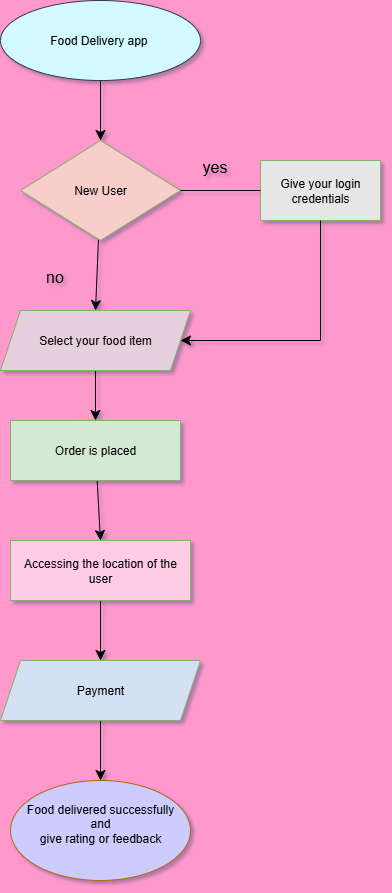 Food Delivery app
New User
yes
Give your login
credentials
no
Select your food item
Order is placed
Accessing the location of the
user
Payment
Food delivered successfully
and
give rating or feedback